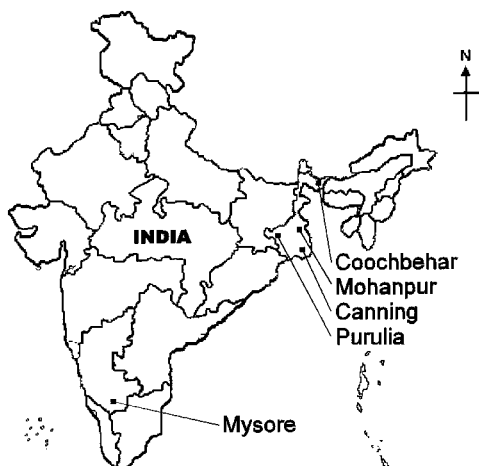 N
INDIA
Coochbehar
Mohanpur
Canning
Purulia
Mysore